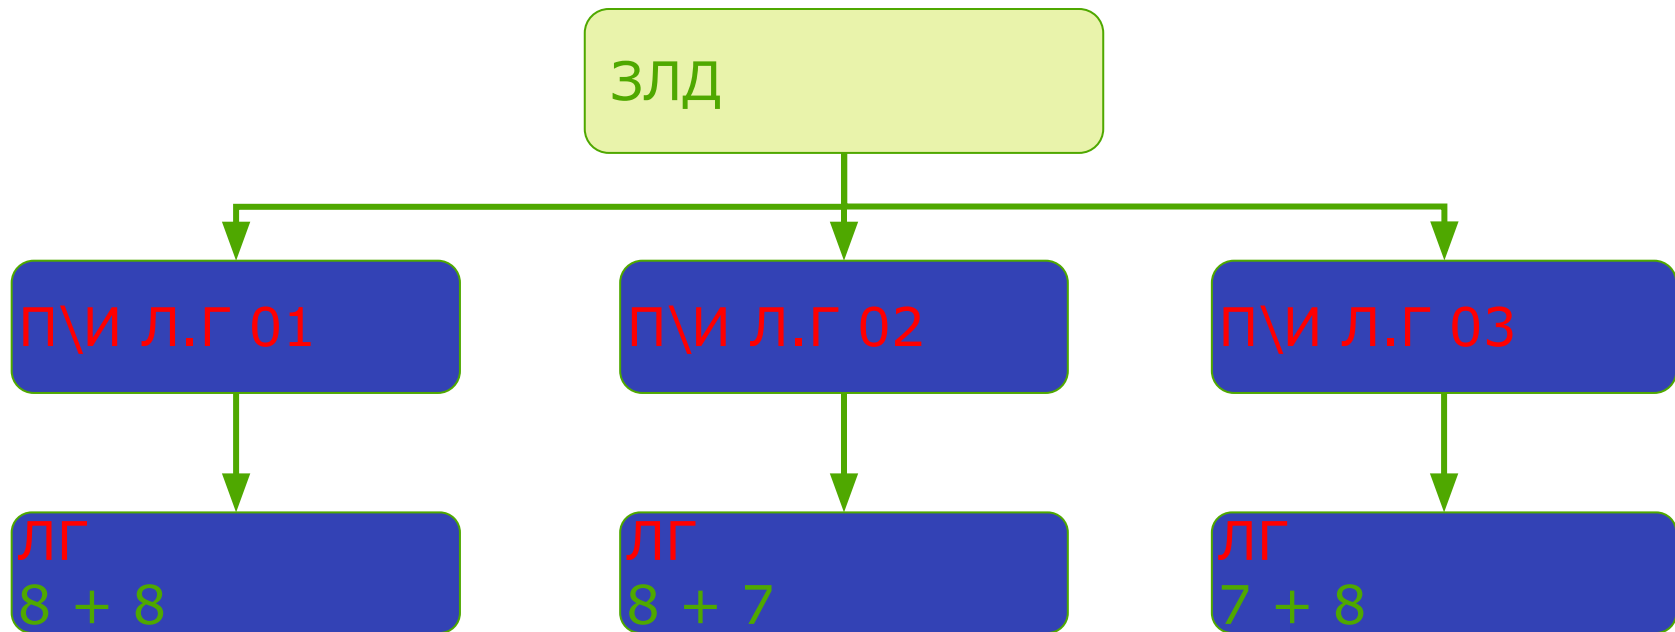 ЗЛД
П\И Л.Г 01
П\И Л.Г 02
П\И Л.Г 03
ЛГ
8 + 8
ЛГ
8 + 7
ЛГ
7 + 8